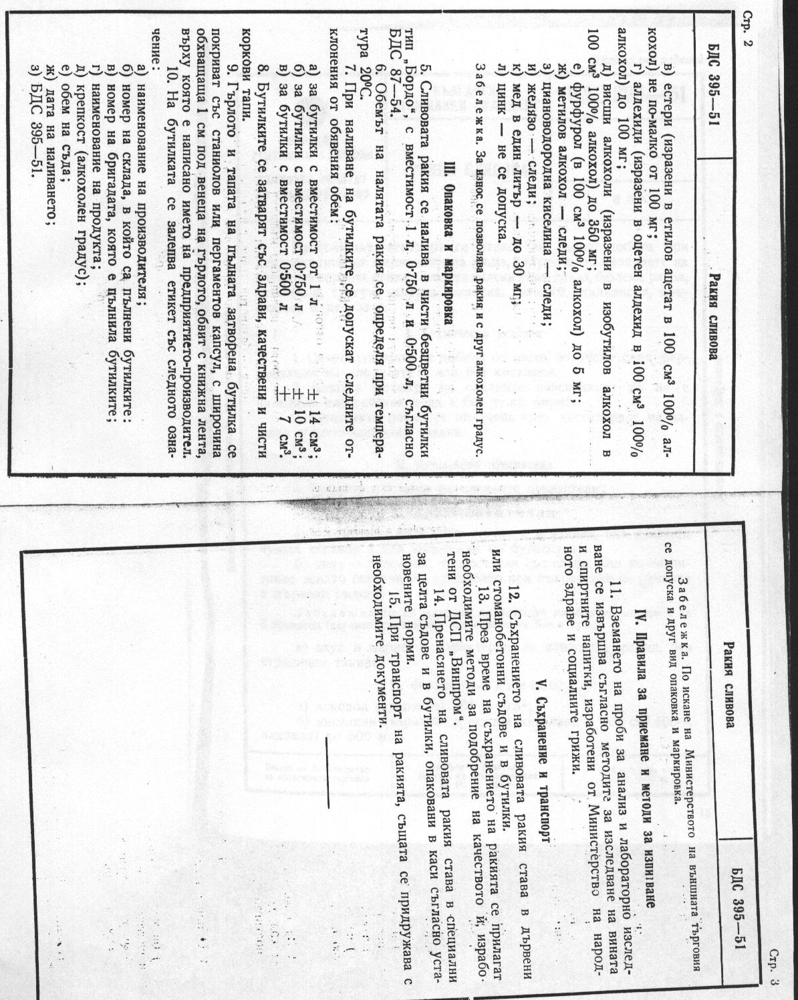 Стр. 2
БДС 395—51
Ракия сливова
в) естери (изразени в етилов ацетат в 100 см³ 100% ал-
кохол) не по-малко от 100 мг;
г) алдехиди (изразени в оцетен алдехид в 100 см³ 100%
алкохол) до 100 мг;
д) висши алкохоли (изразени в изобутилов алкохол в
100 см³ 100% алкохол) до 350 мг;
е) фурфурол (в 100 см³ 100% алкохол) до 5 мг;
ж) метилов алкохол — следи;
з) циановодородна киселина — следи;
и) желязо — следи;
к) мед в един литър — до 30 мг;
л) цинк — не се допуска.
Забележка. За износ се позволява ракия и с друг алкохолен градус.
III. Опаковка и маркировка
5. Сливовата ракия се налива в чисти безцветни бутилки
тип „Бордо“, с вместимост 1 л, 0·750 л и 0·500 л, съгласно
БДС 87—54.
6. Обемът на налятата ракия се определя при темпера-
тура 20⁰С.
7. При наливане на бутилките се допускат следните от-
клонения от обявения обем:
а) за бутилки с вместимост от 1 л ± 14 см³;
б) за бутилки с вместимост 0·750 л ± 10 см³;
в) за бутилки с вместимост 0·500 л ± 7 см³.
8. Бутилките се затварят със здрави, качествени и чисти
коркови тапи.
9. Гърлото и тапата на пълната затворена бутилка се
покриват със станиолов или пергаментов капсул, с широчина
обхващаща 1 см под венеца на гърлото, обвит с книжна лента,
върху която е написано името на предприятието-производител.
10. На бутилката се залепва етикет със следното озна-
чение:
а) наименование на производителя;
б) номер на склада, в който са пълнени бутилките:
в) номер на бригадата, която е пълнила бутилките;
г) наименование на продукта;
д) крепкост (алкохолен градус);
е) обем на съда;
ж) дата на наливането;
з) БДС 395—51.
Стр. 3
Ракия сливова
БДС 395—51
Забележка. По искане на Министерството на външната търговия
се допуска и друг вид опаковка и маркировка.
IV. Правила за приемане и методи за изпитване
11. Вземането на проби за анализ и лабораторно изслед-
ване се извършва съгласно методите за изследване на вината
и спиртните напитки, изработени от Министерство на народ-
ното здраве и социалните грижи.
V. Съхранение и транспорт
12. Съхранението на сливовата ракия става в дървени
или стоманобетонни съдове и в бутилки.
13. През време на съхранението на ракията се прилагат
необходимите методи за подобрение на качеството ѝ, изработ-
тени от ДСП „Винпром“.
14. Пренасянето на сливовата ракия става в специални
за целта съдове и в бутилки, опаковани в каси съгласно уста-
новените норми.
15. При транспорт на ракията, същата се придружава с
необходимите документи.